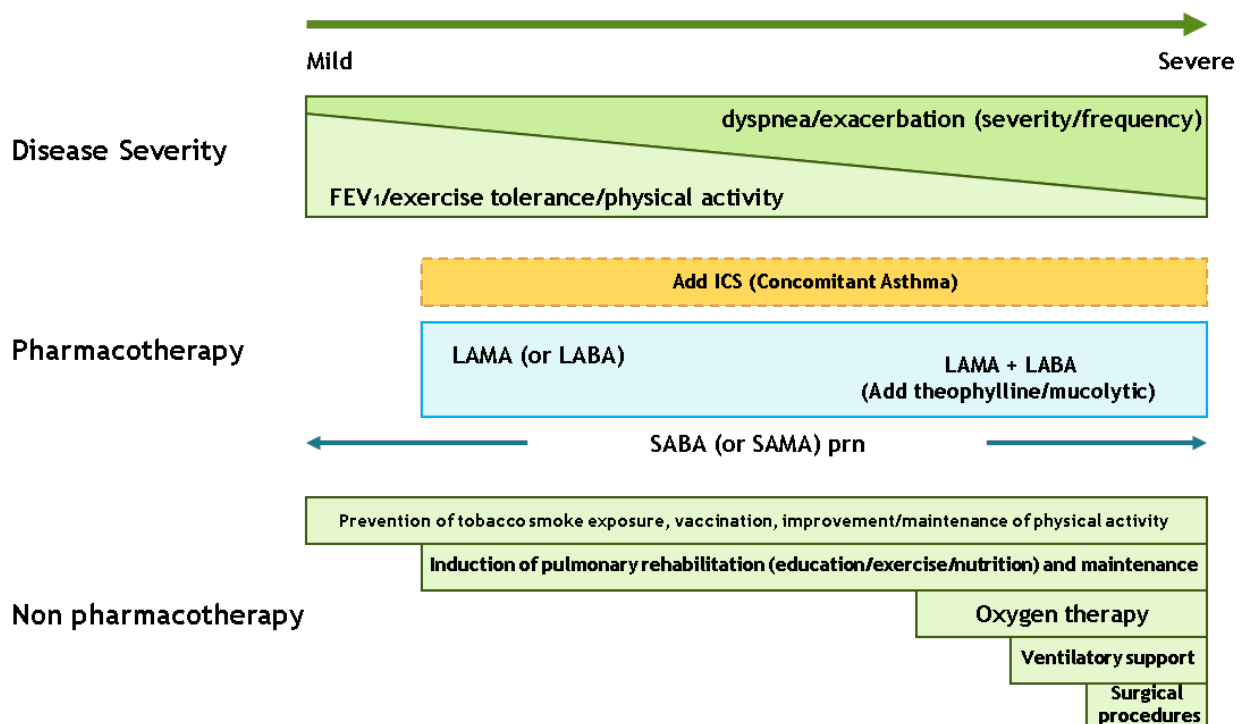 Mild
Severe
Disease Severity
dyspnea/exacerbation (severity/frequency)
FEV₁/exercise tolerance/physical activity
Add ICS (Concomitant Asthma)
Pharmacotherapy
LAMA (or LABA)
LAMA + LABA
(Add theophylline/mucolytic)
SABA (or SAMA) prn
Prevention of tobacco smoke exposure, vaccination, improvement/maintenance of physical activity
Induction of pulmonary rehabilitation (education/exercise/nutrition) and maintenance
Non pharmacotherapy
Oxygen therapy
Ventilatory support
Surgical
procedures